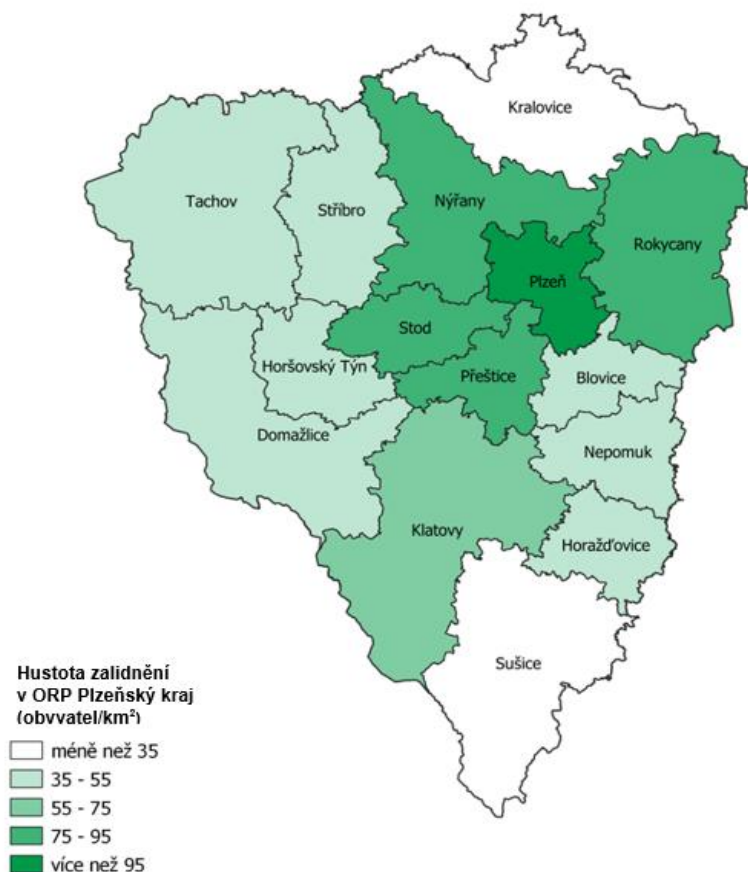 Kralovice
Tachov
Stříbro
Nýřany
Rokycany
Plzeň
Stod
Horšovský Týn
Přeštice
Blovice
Domažlice
Nepomuk
Klatovy
Horažďovice
Sušice
Hustota zalidnění
v ORP Plzeňský kraj
(obyvatel/km²)
méně než 35
35 - 55
55 - 75
75 - 95
více než 95